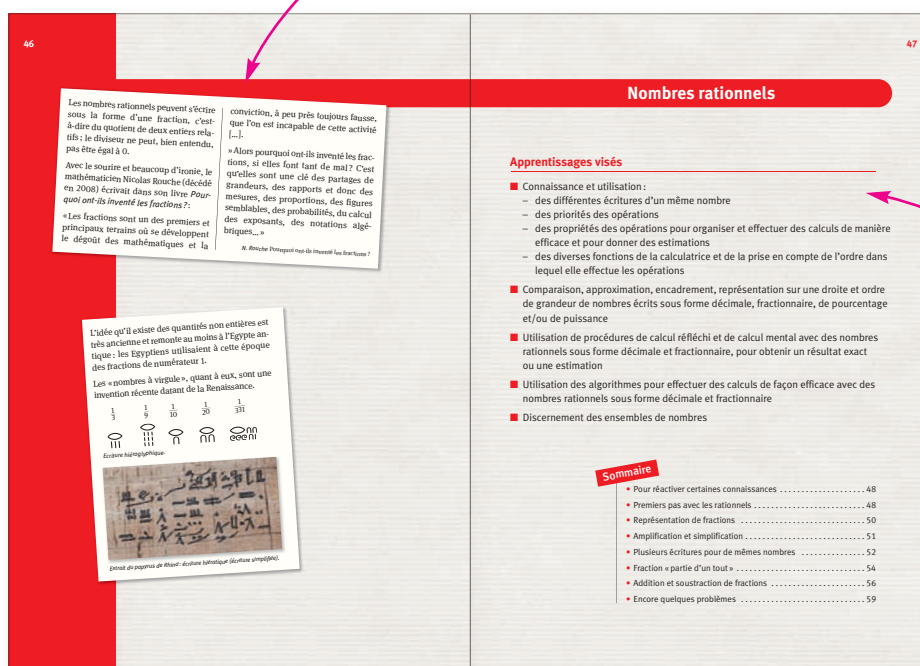 46
47
Nombres rationnels
Les nombres rationnels peuvent s'écrire
sous la forme d'une fraction, c'est-
à-dire du quotient de deux entiers rela-
tifs ; le diviseur ne peut, bien entendu,
pas être égal à 0.
Avec le sourire et beaucoup d'ironie, le
mathématicien Nicolas Rouche (décédé
en 2008) écrivait dans son livre Pour-
quoi ont-ils inventé les fractions ? :
«Les fractions sont un des premiers et
principaux terrains où se développent
le dégoût des mathématiques et la
conviction, à peu près toujours fausse,
que l'on est incapable de cette activité
[...].
» Alors pourquoi ont-ils inventé les frac-
tions, si elles font tant de mal ? C'est
qu'elles sont une clé des partages de
grandeurs, des rapports et donc des
mesures, des proportions, des figures
semblables, des probabilités, du calcul
des exposants, des notations algé-
briques... »
N. Rouche Pourquoi ont-ils inventé les fractions ?
L'idée qu'il existe des quantités non entières est
très ancienne et remonte au moins à l'Egypte an-
tique : les Egyptiens utilisaient à cette époque
des fractions de numérateur 1.
Les «nombres à virgule», quant à eux, sont une
invention récente datant de la Renaissance.
1/3 1/9 1/10 1/20 1/331
Ecriture hiéroglyphique.
Extrait du papyrus de Rhind : écriture hiératique (écriture simplifiée).
Apprentissages visés
■ Connaissance et utilisation :
– des différentes écritures d'un même nombre
– des priorités des opérations
– des propriétés des opérations pour organiser et effectuer des calculs de manière
efficace et pour donner des estimations
– des diverses fonctions de la calculatrice et de la prise en compte de l'ordre dans
lequel elle effectue les opérations
■ Comparaison, approximation, encadrement, représentation sur une droite et ordre
de grandeur de nombres écrits sous forme décimale, fractionnaire, de pourcentage
et/ou de puissance
■ Utilisation de procédures de calcul réfléchi et de calcul mental avec des nombres
rationnels sous forme décimale et fractionnaire, pour obtenir un résultat exact
ou une estimation
■ Utilisation des algorithmes pour effectuer des calculs de façon efficace avec des
nombres rationnels sous forme décimale et fractionnaire
■ Discernement des ensembles de nombres
Sommaire
• Pour réactiver certaines connaissances .................... 48
• Premiers pas avec les rationnels .................... 48
• Représentation de fractions .................... 50
• Amplification et simplification .................... 51
• Plusieurs écritures pour de mêmes nombres .................... 52
• Fraction « partie d'un tout » .................... 54
• Addition et soustraction de fractions .................... 56
• Encore quelques problèmes .................... 59